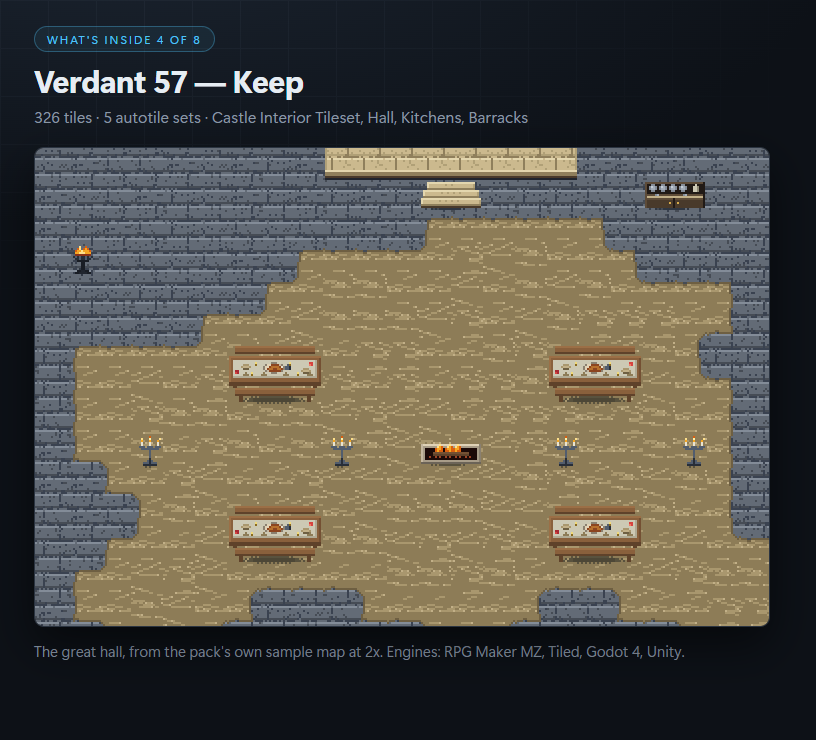 WHAT'S INSIDE 4 OF 8
Verdant 57 — Keep
326 tiles · 5 autotile sets · Castle Interior Tileset, Hall, Kitchens, Barracks
The great hall, from the pack's own sample map at 2x. Engines: RPG Maker MZ, Tiled, Godot 4, Unity.